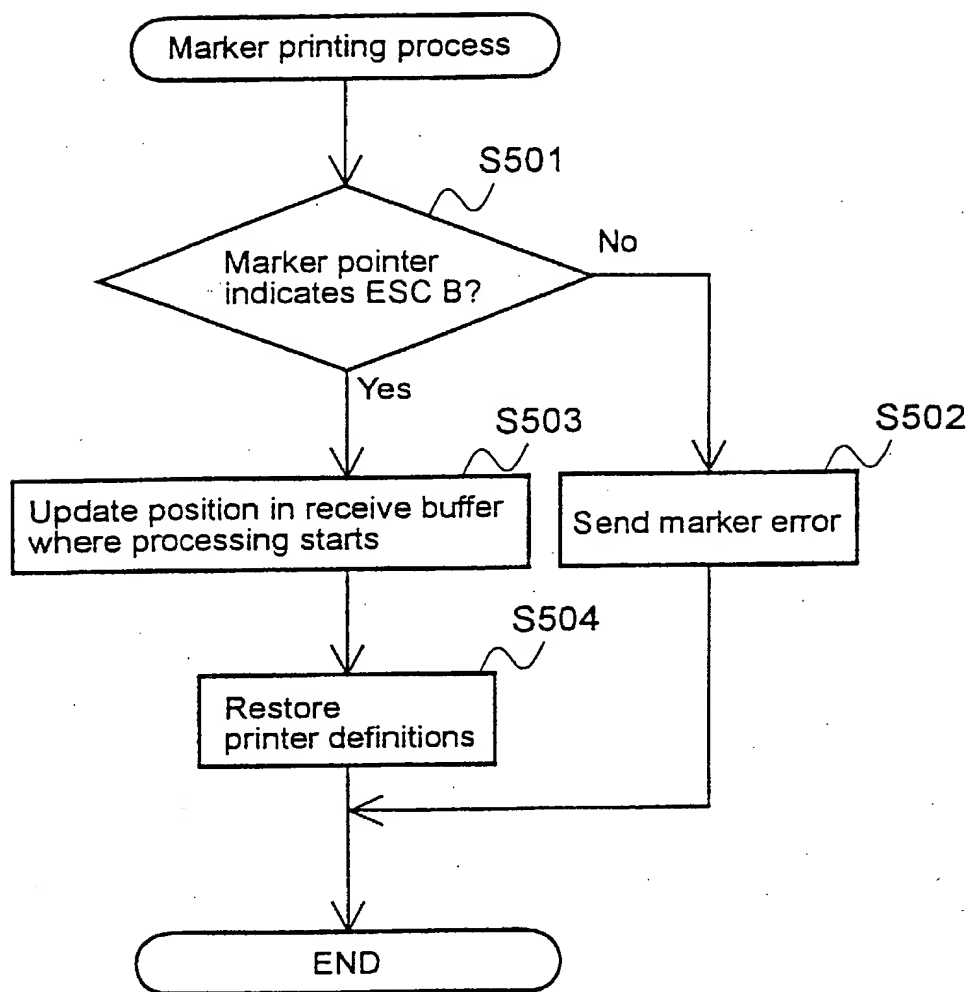 Marker printing process
S501
Marker pointer
indicates ESC B?
No
Yes
S503
S502
Update position in receive buffer
where processing starts
Send marker error
S504
Restore
printer definitions
END